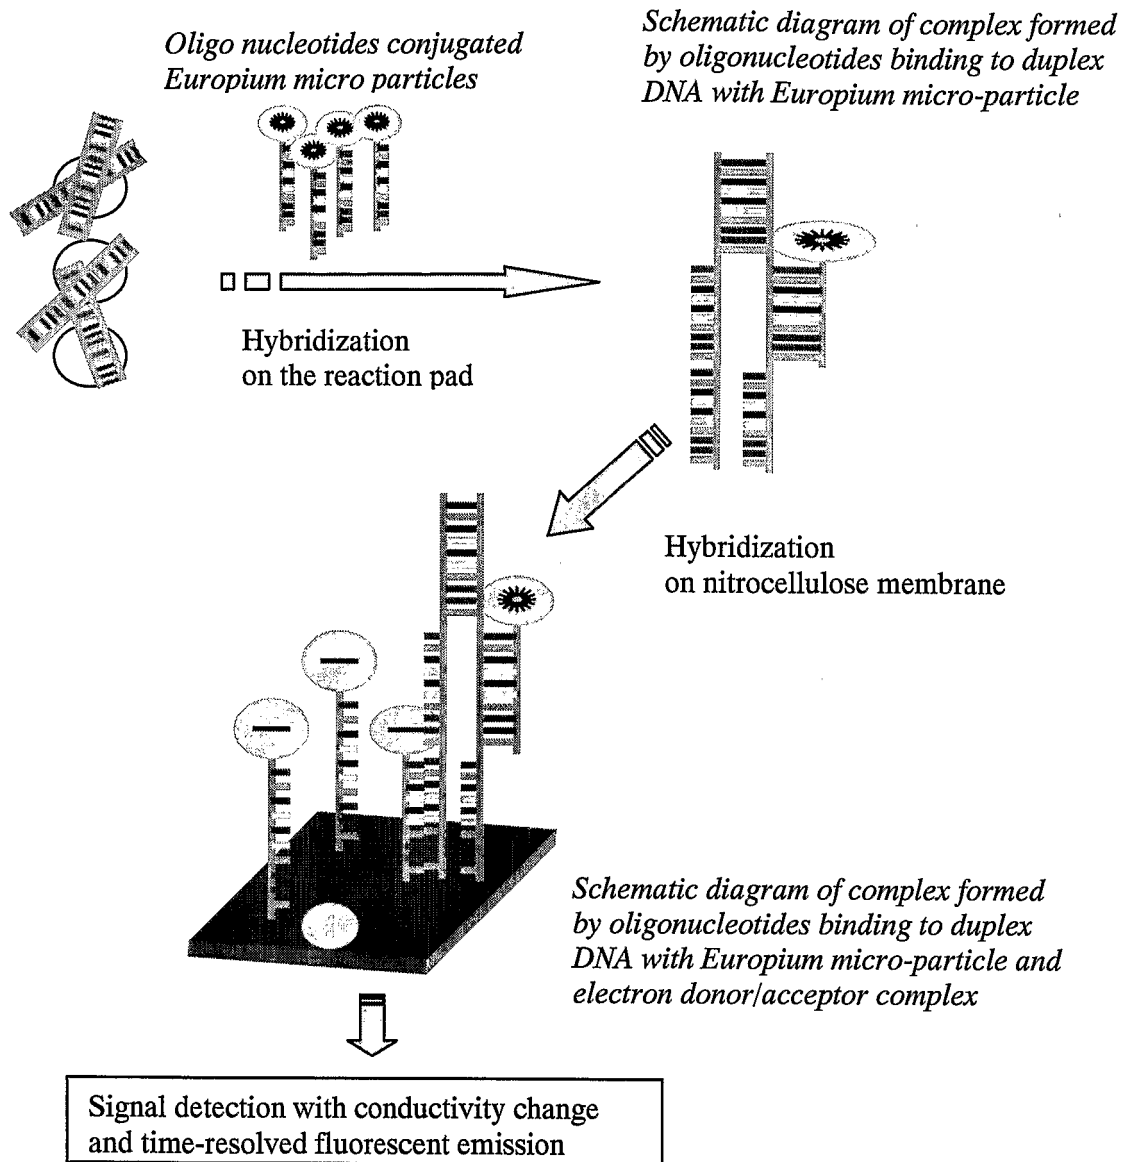 Oligo nucleotides conjugated
Europium micro particles
Schematic diagram of complex formed
by oligonucleotides binding to duplex
DNA with Europium micro-particle
Hybridization
on the reaction pad
Hybridization
on nitrocellulose membrane
Schematic diagram of complex formed
by oligonucleotides binding to duplex
DNA with Europium micro-particle and
electron donor/acceptor complex
Signal detection with conductivity change
and time-resolved fluorescent emission